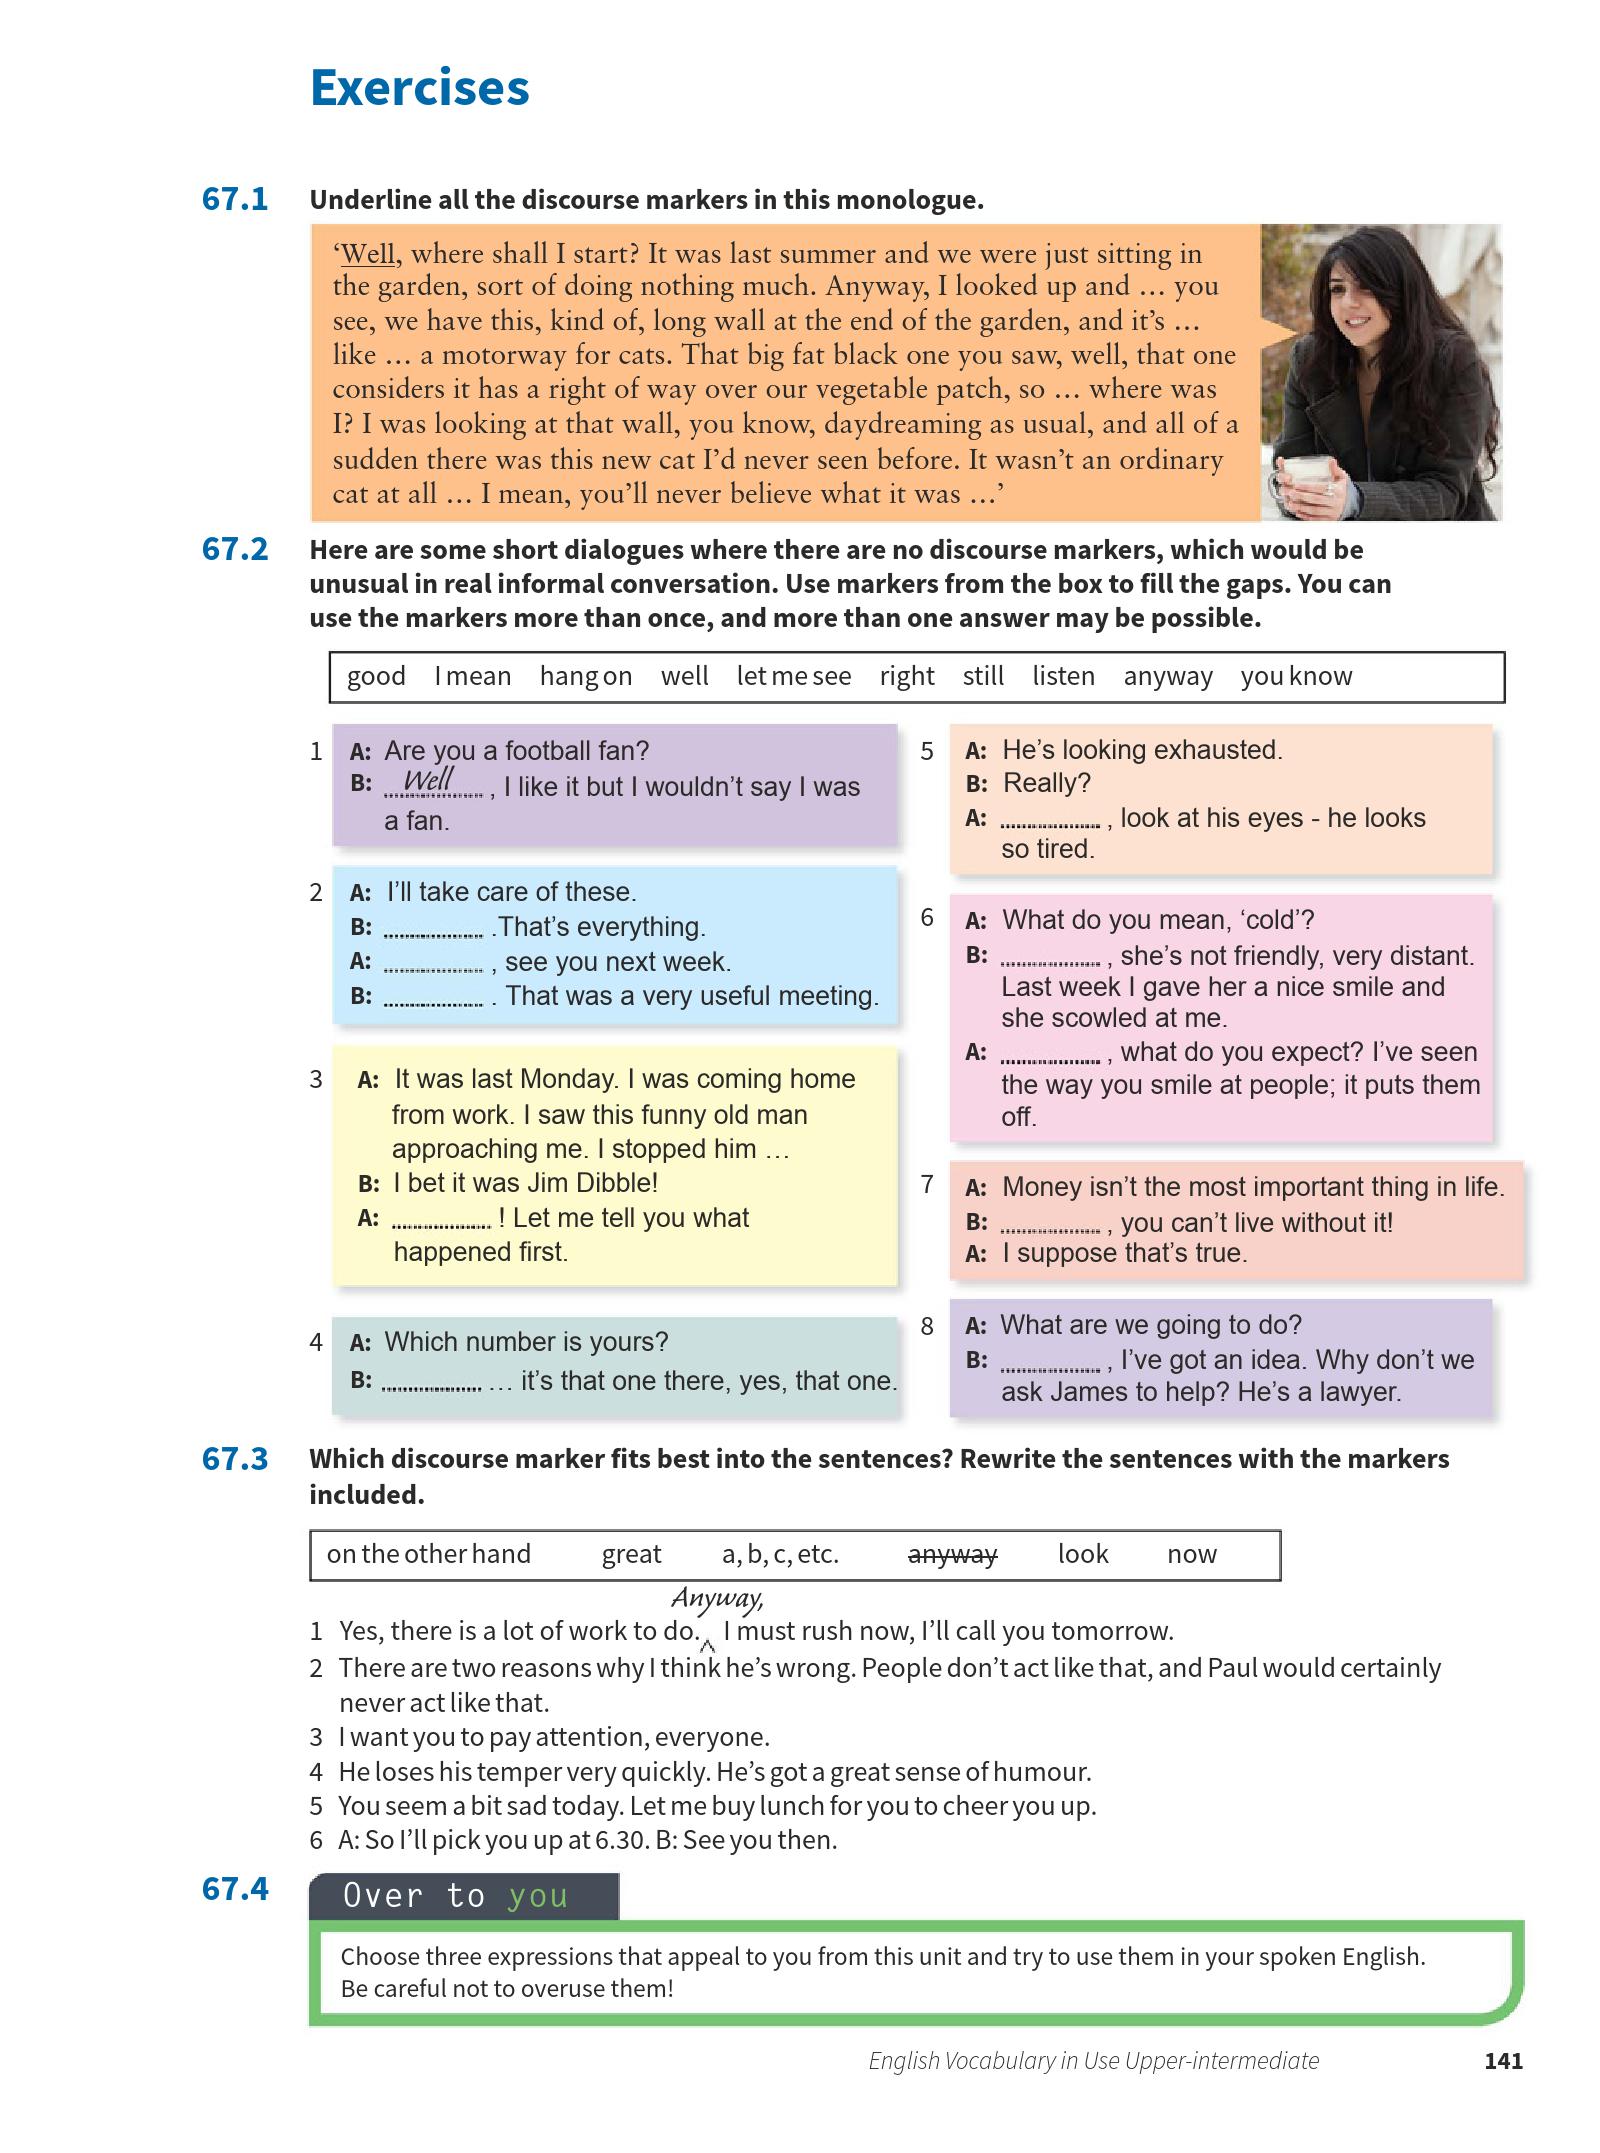 Exercises
67.1 Underline all the discourse markers in this monologue.
‘Well, where shall I start? It was last summer and we were just sitting in
the garden, sort of doing nothing much. Anyway, I looked up and … you
see, we have this, kind of, long wall at the end of the garden, and it’s …
like … a motorway for cats. That big fat black one you saw, well, that one
considers it has a right of way over our vegetable patch, so … where was
I? I was looking at that wall, you know, daydreaming as usual, and all of a
sudden there was this new cat I’d never seen before. It wasn’t an ordinary
cat at all … I mean, you’ll never believe what it was …’
67.2 Here are some short dialogues where there are no discourse markers, which would be
unusual in real informal conversation. Use markers from the box to fill the gaps. You can
use the markers more than once, and more than one answer may be possible.
good I mean hang on well let me see right still listen anyway you know
1 A: Are you a football fan?
B: Well , I like it but I wouldn’t say I was
a fan.
2 A: I’ll take care of these.
B: .................... .That’s everything.
A: .................... , see you next week.
B: .................... . That was a very useful meeting.
3 A: It was last Monday. I was coming home
from work. I saw this funny old man
approaching me. I stopped him …
B: I bet it was Jim Dibble!
A: .................... ! Let me tell you what
happened first.
4 A: Which number is yours?
B: .................... … it’s that one there, yes, that one.
5 A: He’s looking exhausted.
B: Really?
A: .................... , look at his eyes - he looks
so tired.
6 A: What do you mean, ‘cold’?
B: .................... , she’s not friendly, very distant.
Last week I gave her a nice smile and
she scowled at me.
A: .................... , what do you expect? I’ve seen
the way you smile at people; it puts them
off.
7 A: Money isn’t the most important thing in life.
B: .................... , you can’t live without it!
A: I suppose that’s true.
8 A: What are we going to do?
B: .................... , I’ve got an idea. Why don’t we
ask James to help? He’s a lawyer.
67.3 Which discourse marker fits best into the sentences? Rewrite the sentences with the markers
included.
on the other hand great a, b, c, etc. anyway look now
Anyway,
1 Yes, there is a lot of work to do. ^ I must rush now, I’ll call you tomorrow.
2 There are two reasons why I think he’s wrong. People don’t act like that, and Paul would certainly
never act like that.
3 I want you to pay attention, everyone.
4 He loses his temper very quickly. He’s got a great sense of humour.
5 You seem a bit sad today. Let me buy lunch for you to cheer you up.
6 A: So I’ll pick you up at 6.30. B: See you then.
67.4 Over to you
Choose three expressions that appeal to you from this unit and try to use them in your spoken English.
Be careful not to overuse them!
English Vocabulary in Use Upper-intermediate 141